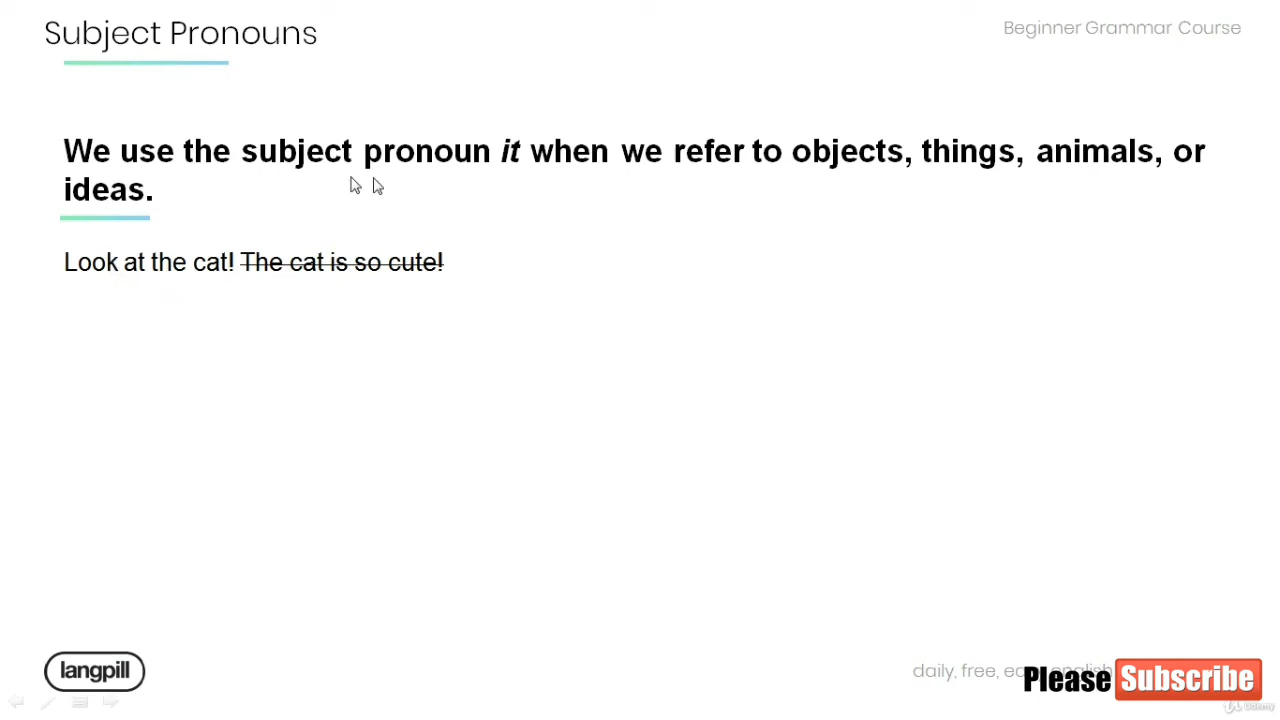 Subject Pronouns
Beginner Grammar Course
We use the subject pronoun it when we refer to objects, things, animals, or
ideas.
Look at the cat! The cat is so cute!
langpill
daily, free,
Please Subscribe
Udemy